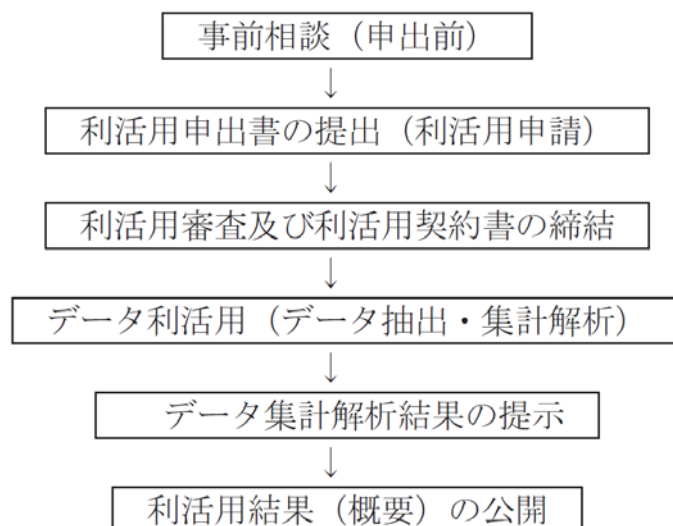 事前相談（申出前）
↓
利活用申出書の提出（利活用申請）
↓
利活用審査及び利活用契約書の締結
↓
データ利活用（データ抽出・集計解析）
↓
データ集計解析結果の提示
↓
利活用結果（概要）の公開